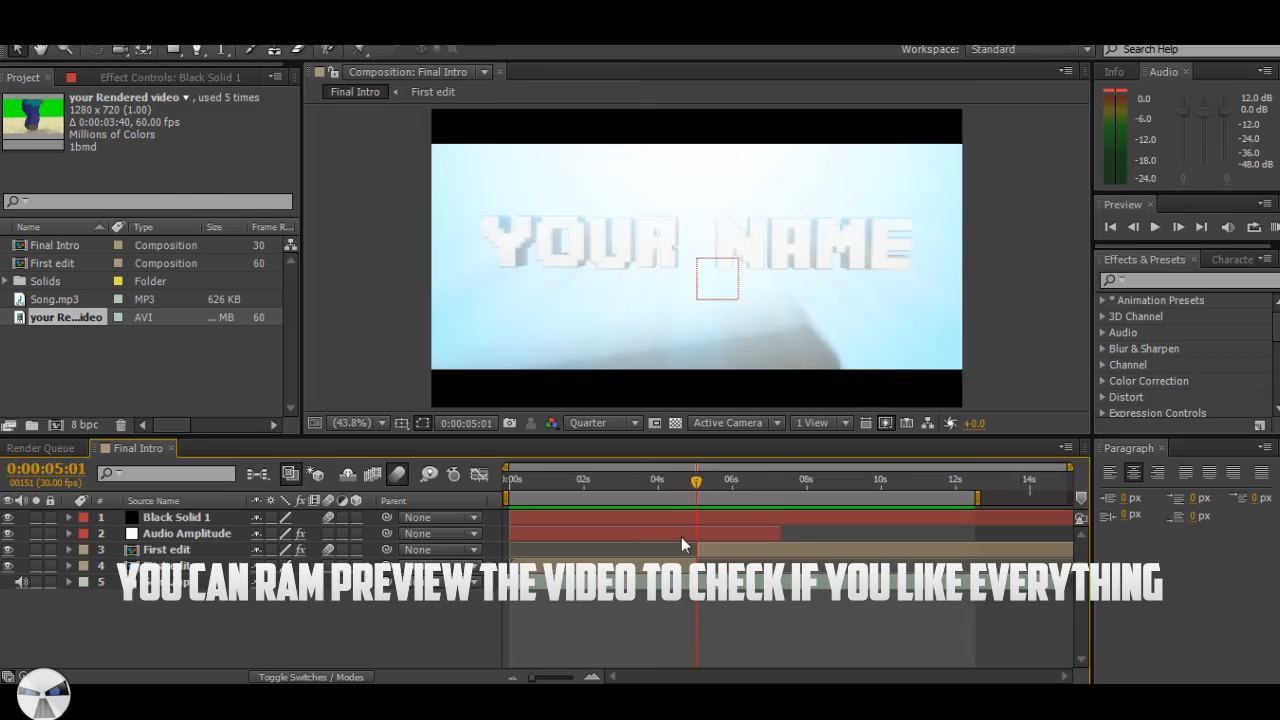 Workspace: Standard Search Help
Project Effect Controls: Black Solid 1
your Rendered video , used 5 times
1280 x 720 (1.00)
Δ 0:00:03:40, 60.00 fps
Millions of Colors
1bmd
Name Type Size Frame R...
Final Intro Composition 30
First edit Composition 60
Solids Folder
Song.mp3 MP3 626 KB
your Re...ideo AVI ... MB 60
8 bpc
Composition: Final Intro
Final Intro First edit
YOUR NAME
(43.8%) 0:00:05:01 Quarter Active Camera 1 View +0.0
Info Audio
0.0 12.0 dB
-6.0 0.0 dB
-12.0 -12.0
-24.0
-18.0 -36.0
-48.0 dB
-24.0 0 0
Preview
Effects & Presets Characte
* Animation Presets
3D Channel
Audio
Blur & Sharpen
Channel
Color Correction
Distort
Expression Controls
Render Queue Final Intro
0:00:05:01
00151 (30.00 fps)
:00s 02s 04s 06s 08s 10s 12s 14s
# Source Name fx Parent
1 Black Solid 1 None
2 Audio Amplitude fx None
3 First edit None
4
5
YOU CAN RAM PREVIEW THE VIDEO TO CHECK IF YOU LIKE EVERYTHING
Toggle Switches / Modes
Paragraph
0 px 0 px 0 px
0 px 0 px